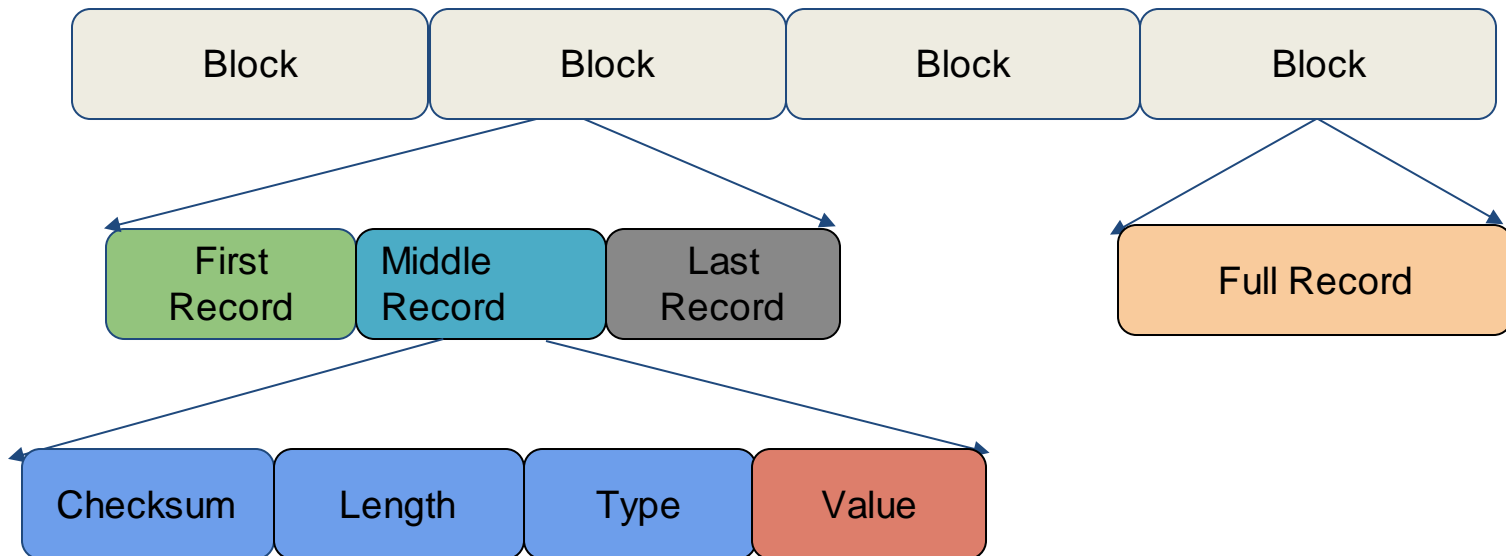 Block
Block
Block
Block
First
Record
Middle
Record
Last
Record
Full Record
Checksum
Length
Type
Value